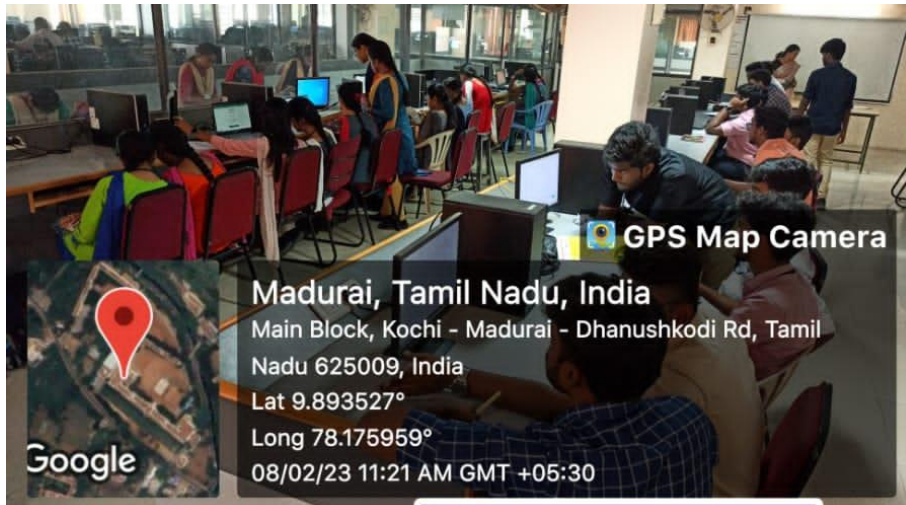 GPS Map Camera
Madurai, Tamil Nadu, India
Main Block, Kochi - Madurai - Dhanushkodi Rd, Tamil
Nadu 625009, India
Lat 9.893527°
Long 78.175959°
08/02/23 11:21 AM GMT +05:30
Google